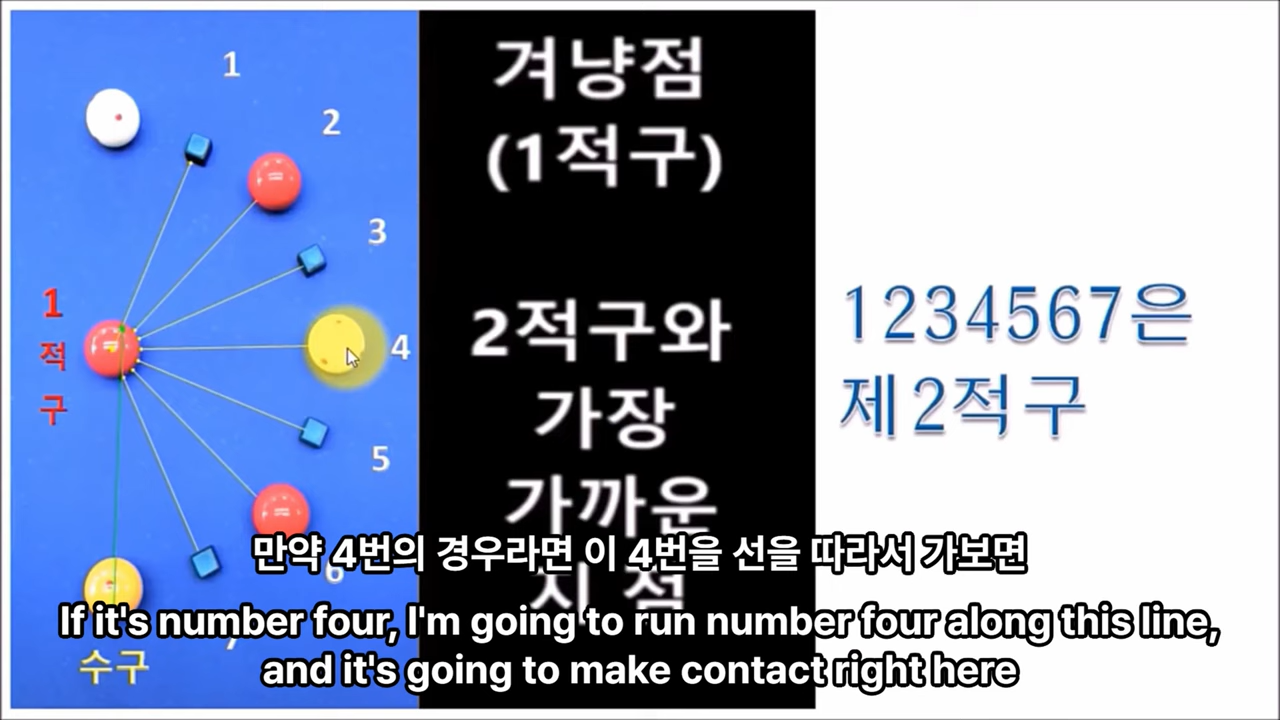 1
2
3
4
5
6
7
1
적
구
수구
겨냥점
(1적구)
2적구와
가장
가까운
지 점
1234567은
제2적구
만약 4번의 경우라면 이 4번을 선을 따라서 가보면
If it's number four, I'm going to run number four along this line,
and it's going to make contact right here